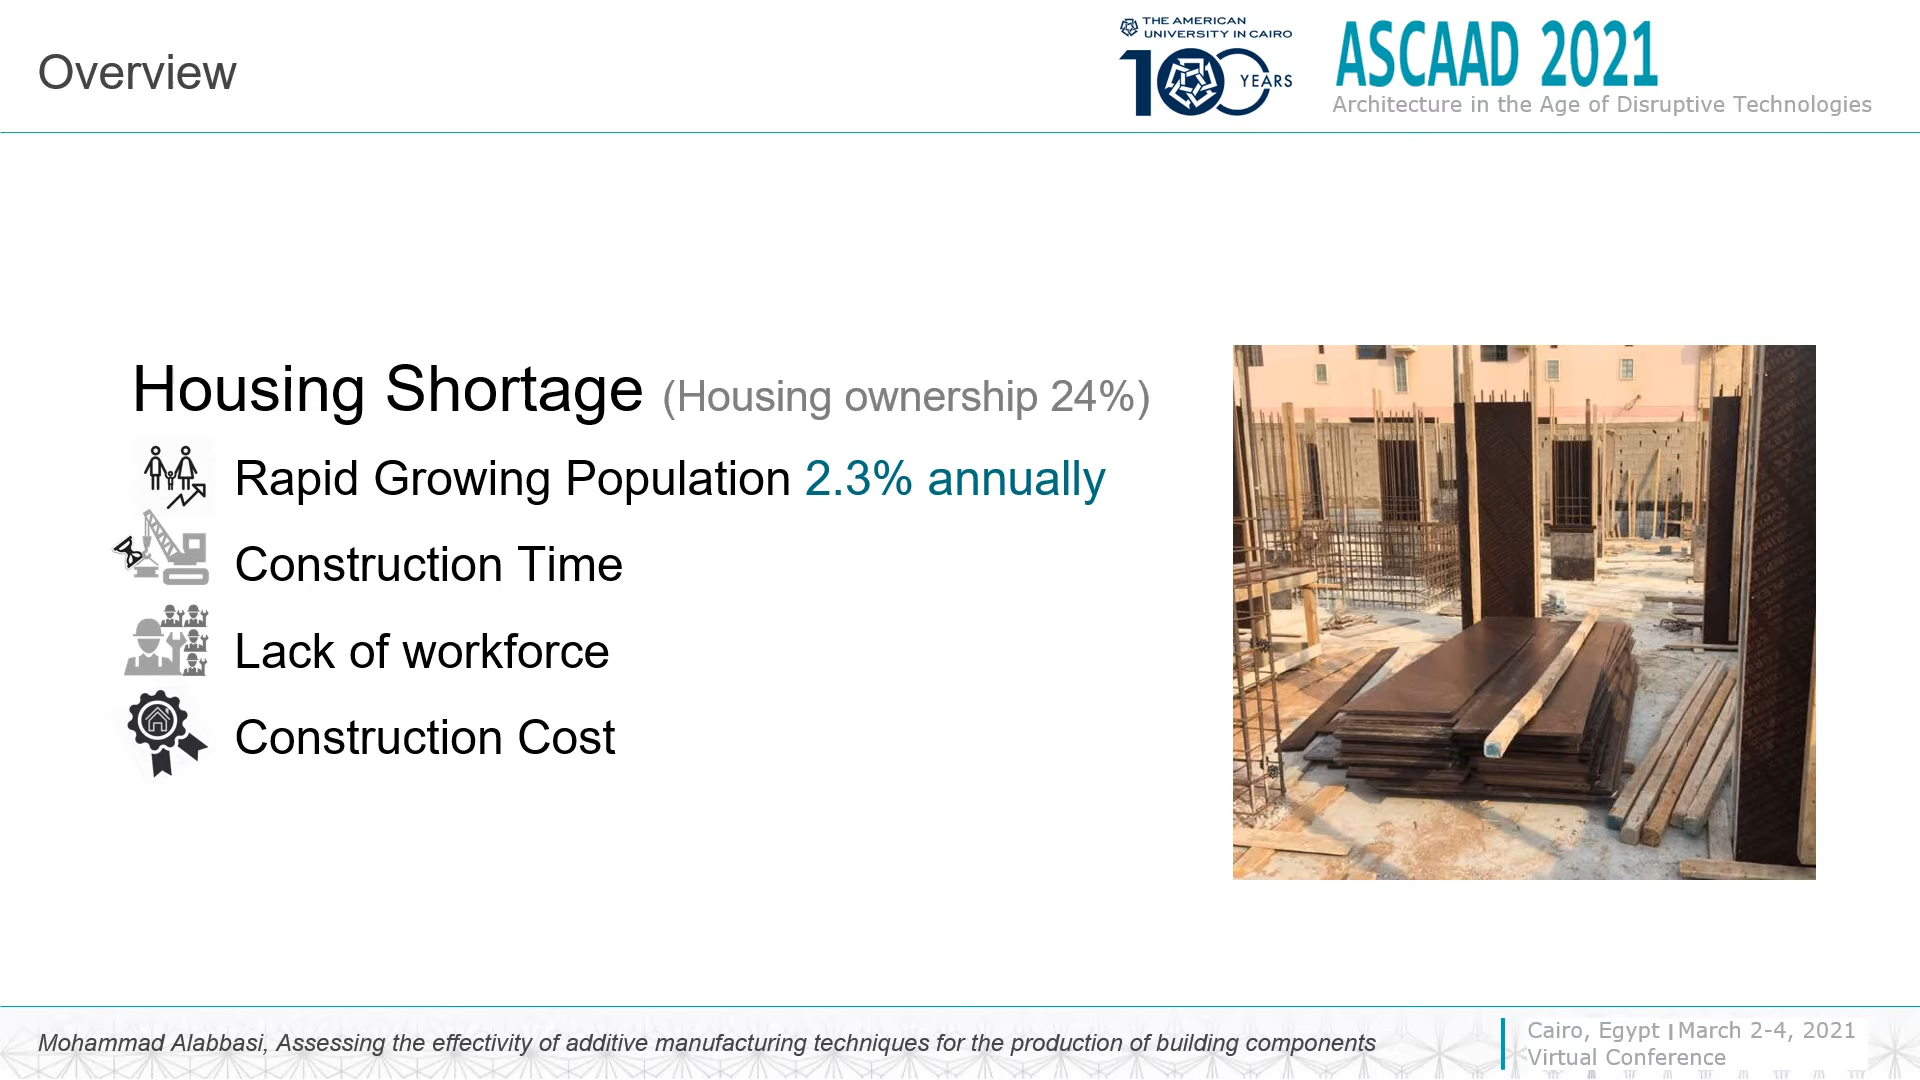 Overview
THE AMERICAN
UNIVERSITY IN CAIRO
100 YEARS
ASCAAD 2021
Architecture in the Age of Disruptive Technologies
Housing Shortage (Housing ownership 24%)
Rapid Growing Population 2.3% annually
Construction Time
Lack of workforce
Construction Cost
Mohammad Alabbasi, Assessing the effectivity of additive manufacturing techniques for the production of building components
Cairo, Egypt | March 2-4, 2021
Virtual Conference